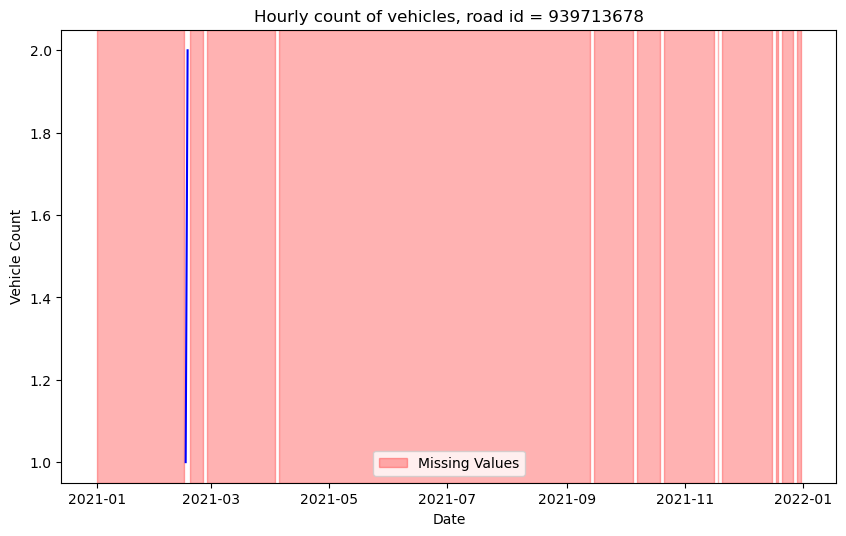 Hourly count of vehicles, road id = 939713678
Vehicle Count
2.0
1.8
1.6
1.4
1.2
1.0
Missing Values
2021-01 2021-03 2021-05 2021-07 2021-09 2021-11 2022-01
Date